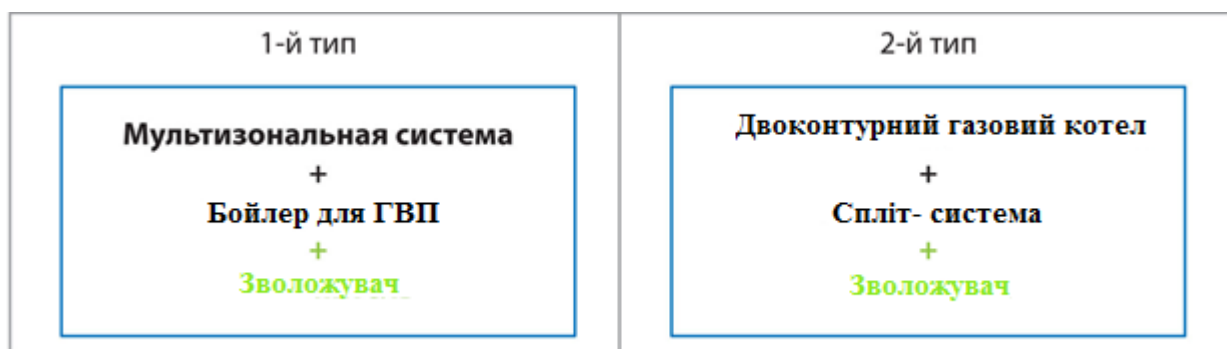 1-й тип
Мультизональная система
+
Бойлер для ГВП
+
Зволожувач
2-й тип
Двоконтурний газовий котел
+
Спліт- система
+
Зволожувач